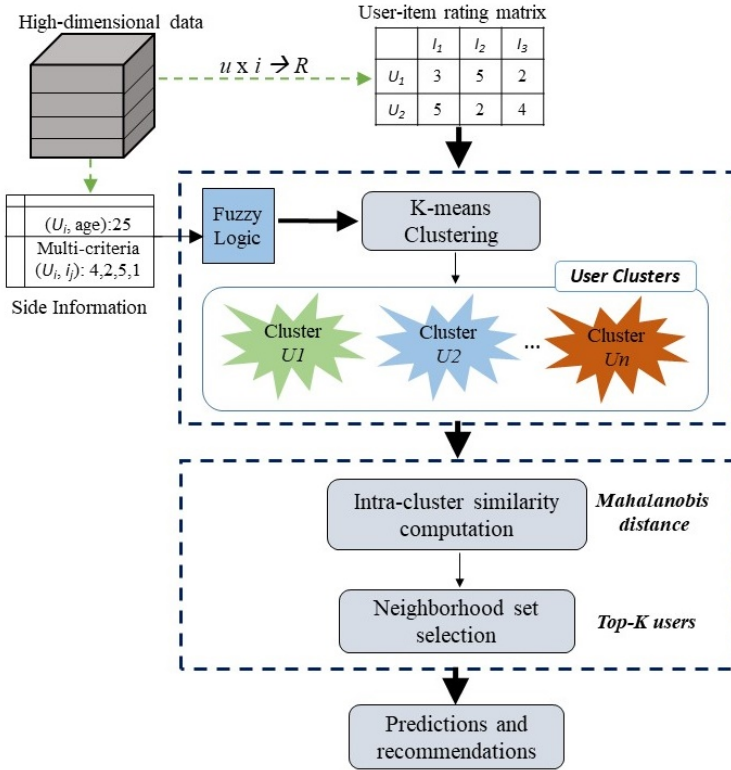 High-dimensional data
User-item rating matrix
u x i → R
I1 I2 I3
U1 3 5 2
U2 5 2 4
(Ui, age):25
Multi-criteria
(Ui, ij): 4,2,5,1
Side Information
Fuzzy
Logic
K-means
Clustering
User Clusters
Cluster
U1
Cluster
U2
...
Cluster
Un
Intra-cluster similarity
computation
Mahalanobis
distance
Neighborhood set
selection
Top-K users
Predictions and
recommendations